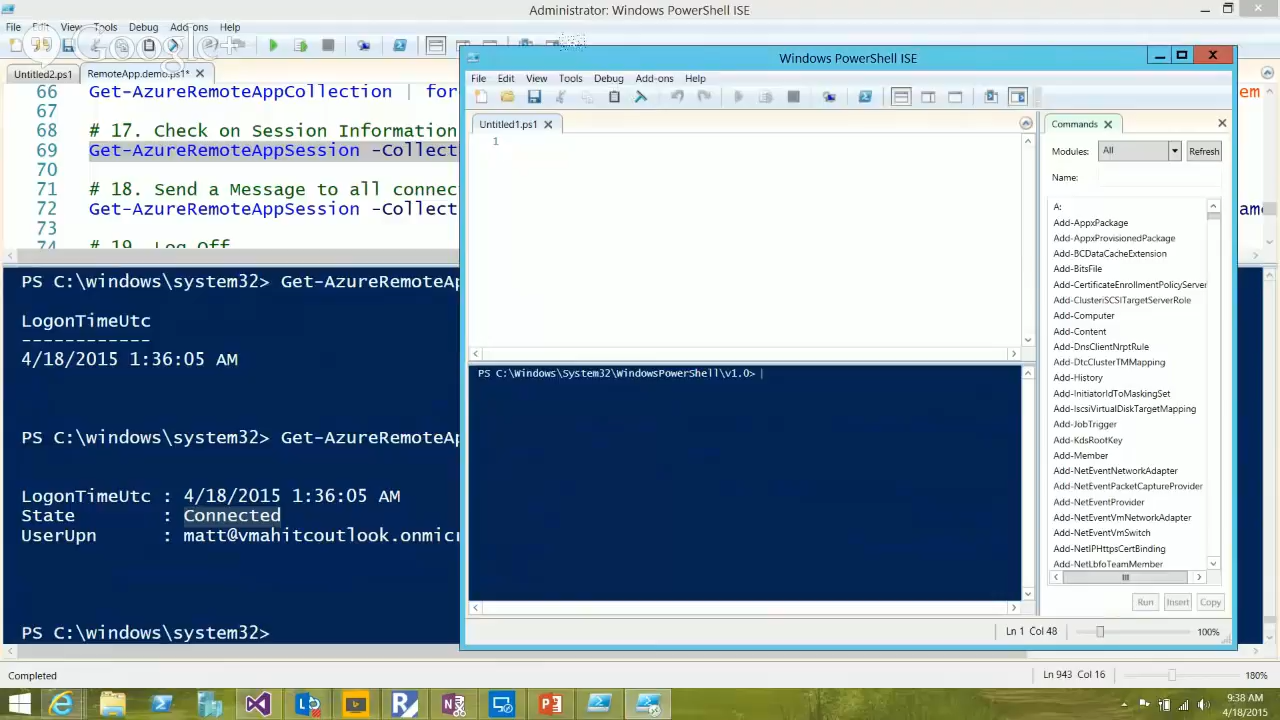 Administrator: Windows PowerShell ISE
File Edit View Tools Debug Add-ons Help
Google+
Untitled2.ps1
RemoteApp.demo.ps1*
66 Get-AzureRemoteAppCollection | for
67
68 # 17. Check on Session Information
69 Get-AzureRemoteAppSession -Collect
70
71 # 18. Send a Message to all connec
72 Get-AzureRemoteAppSession -Collect
73
74 # 19. Log Off
PS C:\windows\system32> Get-AzureRemoteAp
LogonTimeUtc
------------
4/18/2015 1:36:05 AM
PS C:\windows\system32> Get-AzureRemoteAp
LogonTimeUtc : 4/18/2015 1:36:05 AM
State : Connected
UserUpn : matt@vmahitcoutlook.onmicr
PS C:\windows\system32>
Completed
Ln 943 Col 16
180%
Windows PowerShell ISE
File Edit View Tools Debug Add-ons Help
Untitled1.ps1
1
PS C:\Windows\System32\WindowsPowerShell\v1.0>
Commands
Modules: All Refresh
Name:
A:
Add-AppxPackage
Add-AppxProvisionedPackage
Add-BCDataCacheExtension
Add-BitsFile
Add-CertificateEnrollmentPolicyServer
Add-ClusteriSCSITargetServerRole
Add-Computer
Add-Content
Add-DnsClientNrptRule
Add-DtcClusterTMMapping
Add-History
Add-InitiatorIdToMaskingSet
Add-IscsiVirtualDiskTargetMapping
Add-JobTrigger
Add-KdsRootKey
Add-Member
Add-NetEventNetworkAdapter
Add-NetEventPacketCaptureProvider
Add-NetEventProvider
Add-NetEventVmNetworkAdapter
Add-NetEventVmSwitch
Add-NetIPHttpsCertBinding
Add-NetLbfoTeamMember
Run Insert Copy
Ln 1 Col 48
100%
em
ame
9:38 AM
4/18/2015